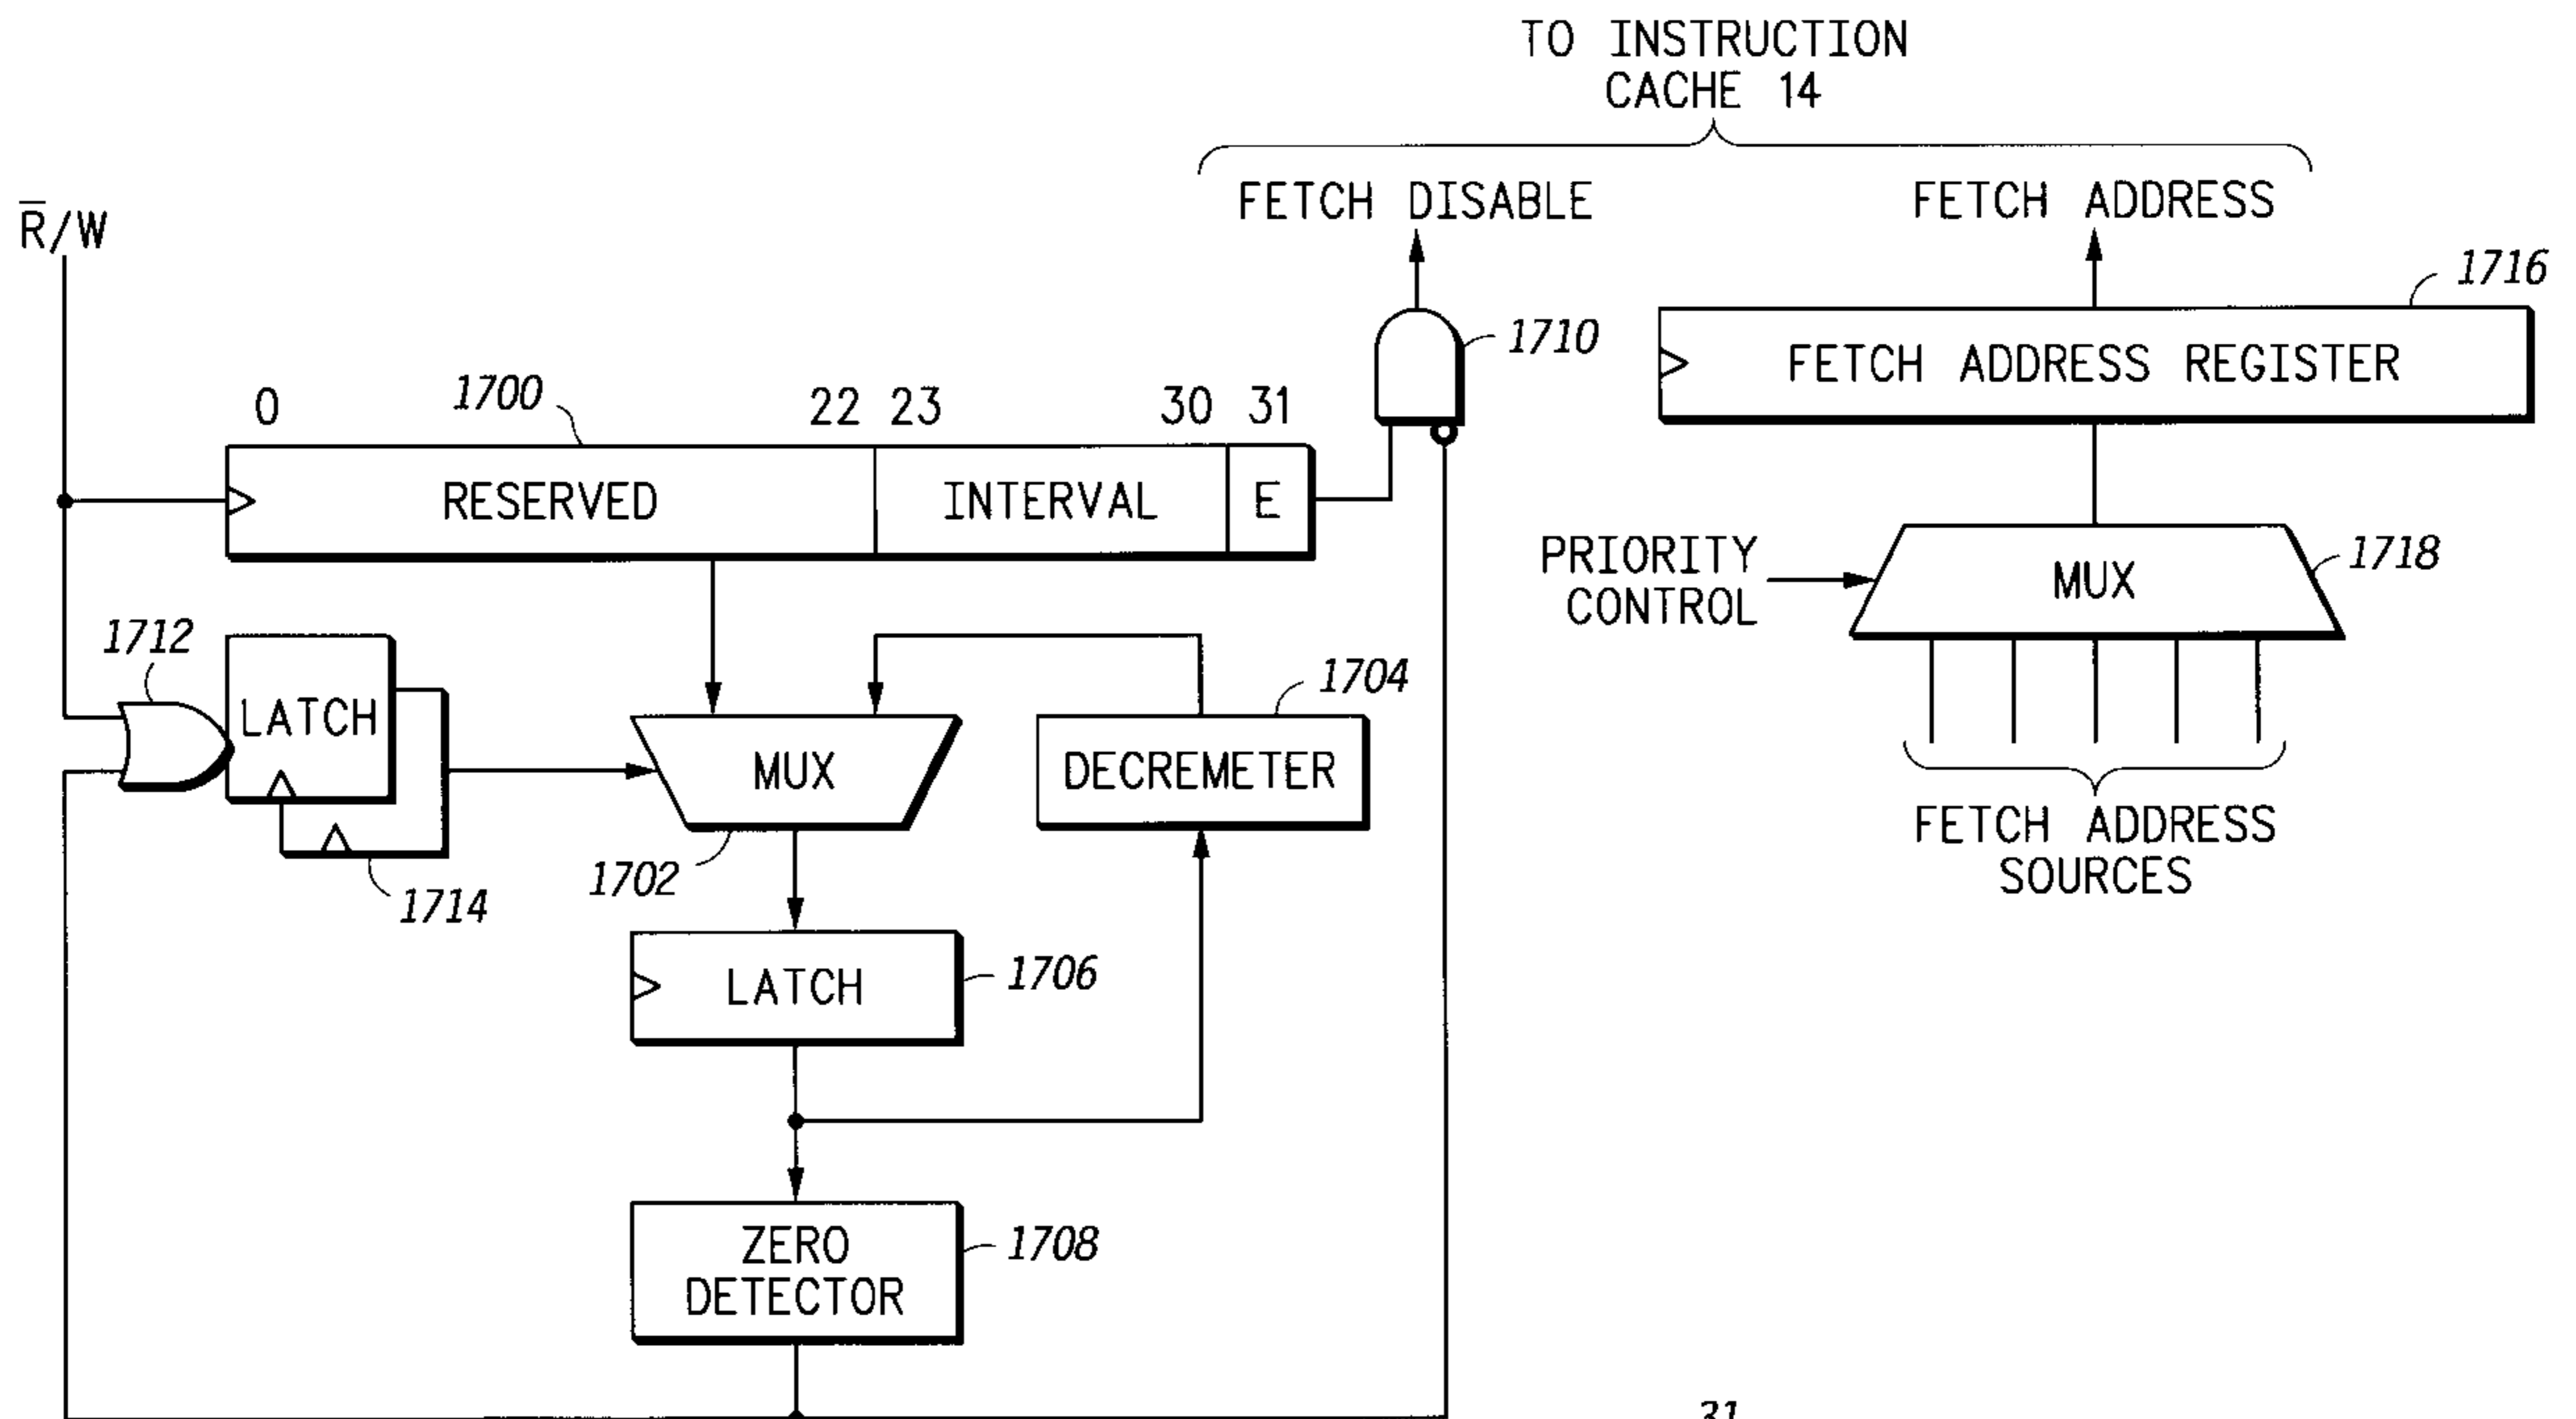 TO INSTRUCTION
CACHE 14
FETCH DISABLE
FETCH ADDRESS
R̅/W
1716
1710
FETCH ADDRESS REGISTER
0
1700
22
23
30
31
RESERVED
INTERVAL
E
PRIORITY
CONTROL
MUX
1718
1712
LATCH
1704
MUX
DECREMETER
1702
1714
FETCH ADDRESS
SOURCES
LATCH
1706
ZERO
DETECTOR
1708
31